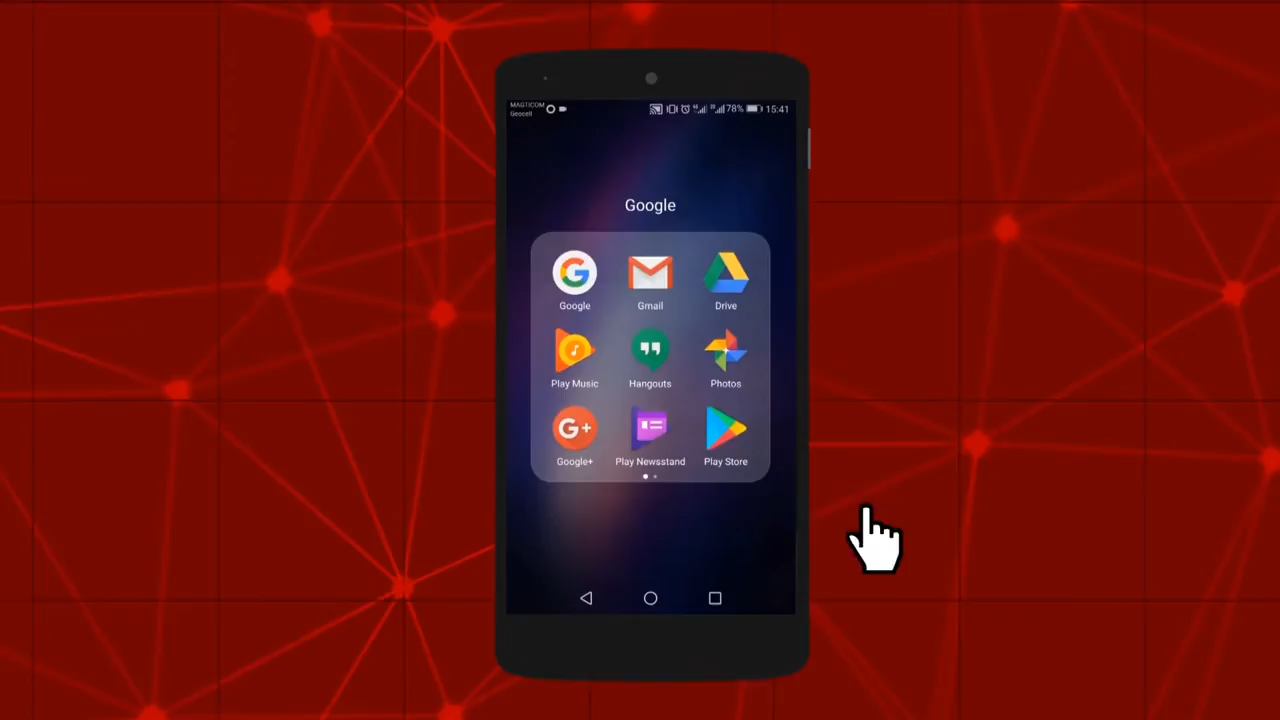 MAGTICOM
Geocell
78% 15:41
Google
Google Gmail Drive
Play Music Hangouts Photos
G+
Google+ Play Newsstand Play Store